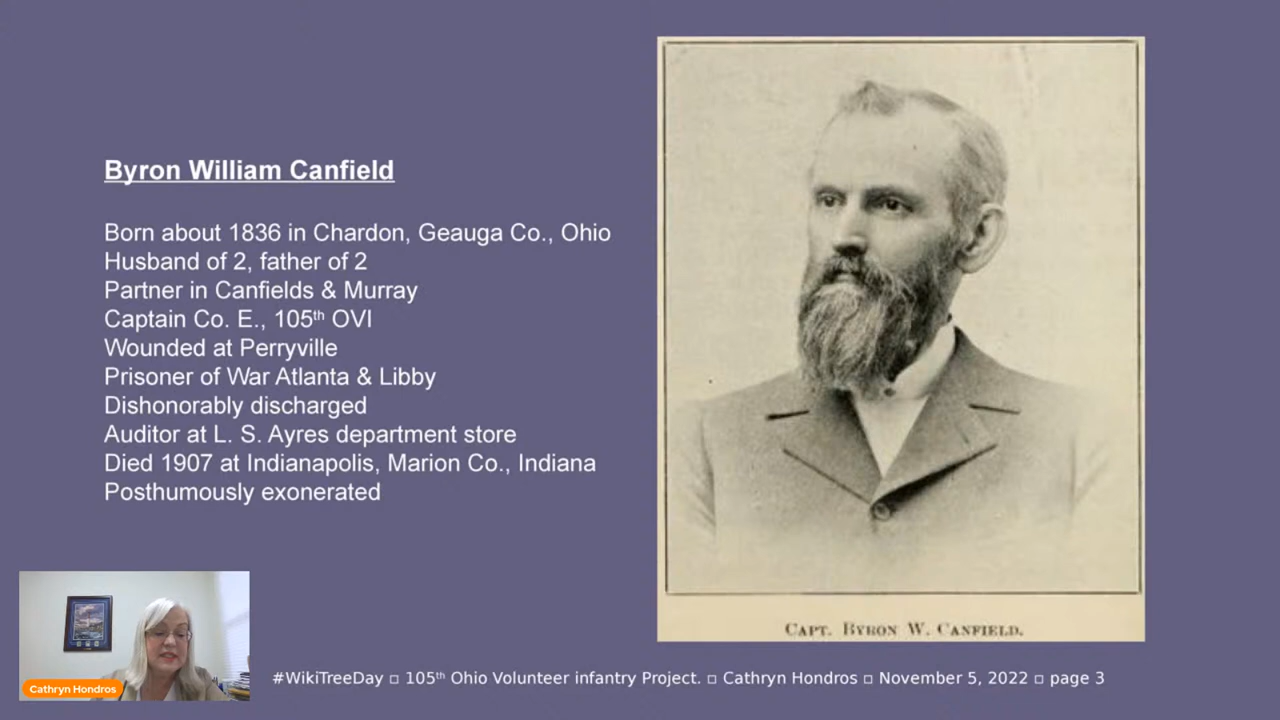 Byron William Canfield
Born about 1836 in Chardon, Geauga Co., Ohio
Husband of 2, father of 2
Partner in Canfields & Murray
Captain Co. E., 105th OVI
Wounded at Perryville
Prisoner of War Atlanta & Libby
Dishonorably discharged
Auditor at L. S. Ayres department store
Died 1907 at Indianapolis, Marion Co., Indiana
Posthumously exonerated
CAPT. BYRON W. CANFIELD.
Cathryn Hondros
#WikiTreeDay □ 105th Ohio Volunteer infantry Project. □ Cathryn Hondros □ November 5, 2022 □ page 3